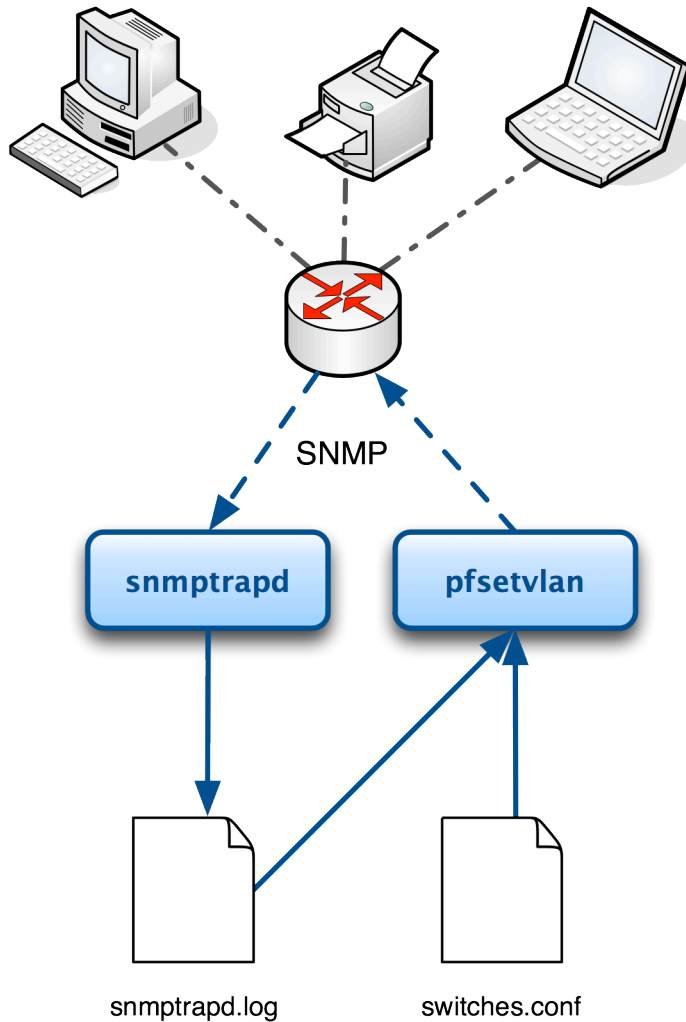 SNMP
snmptrapd
pfsetvlan
snmptrapd.log
switches.conf